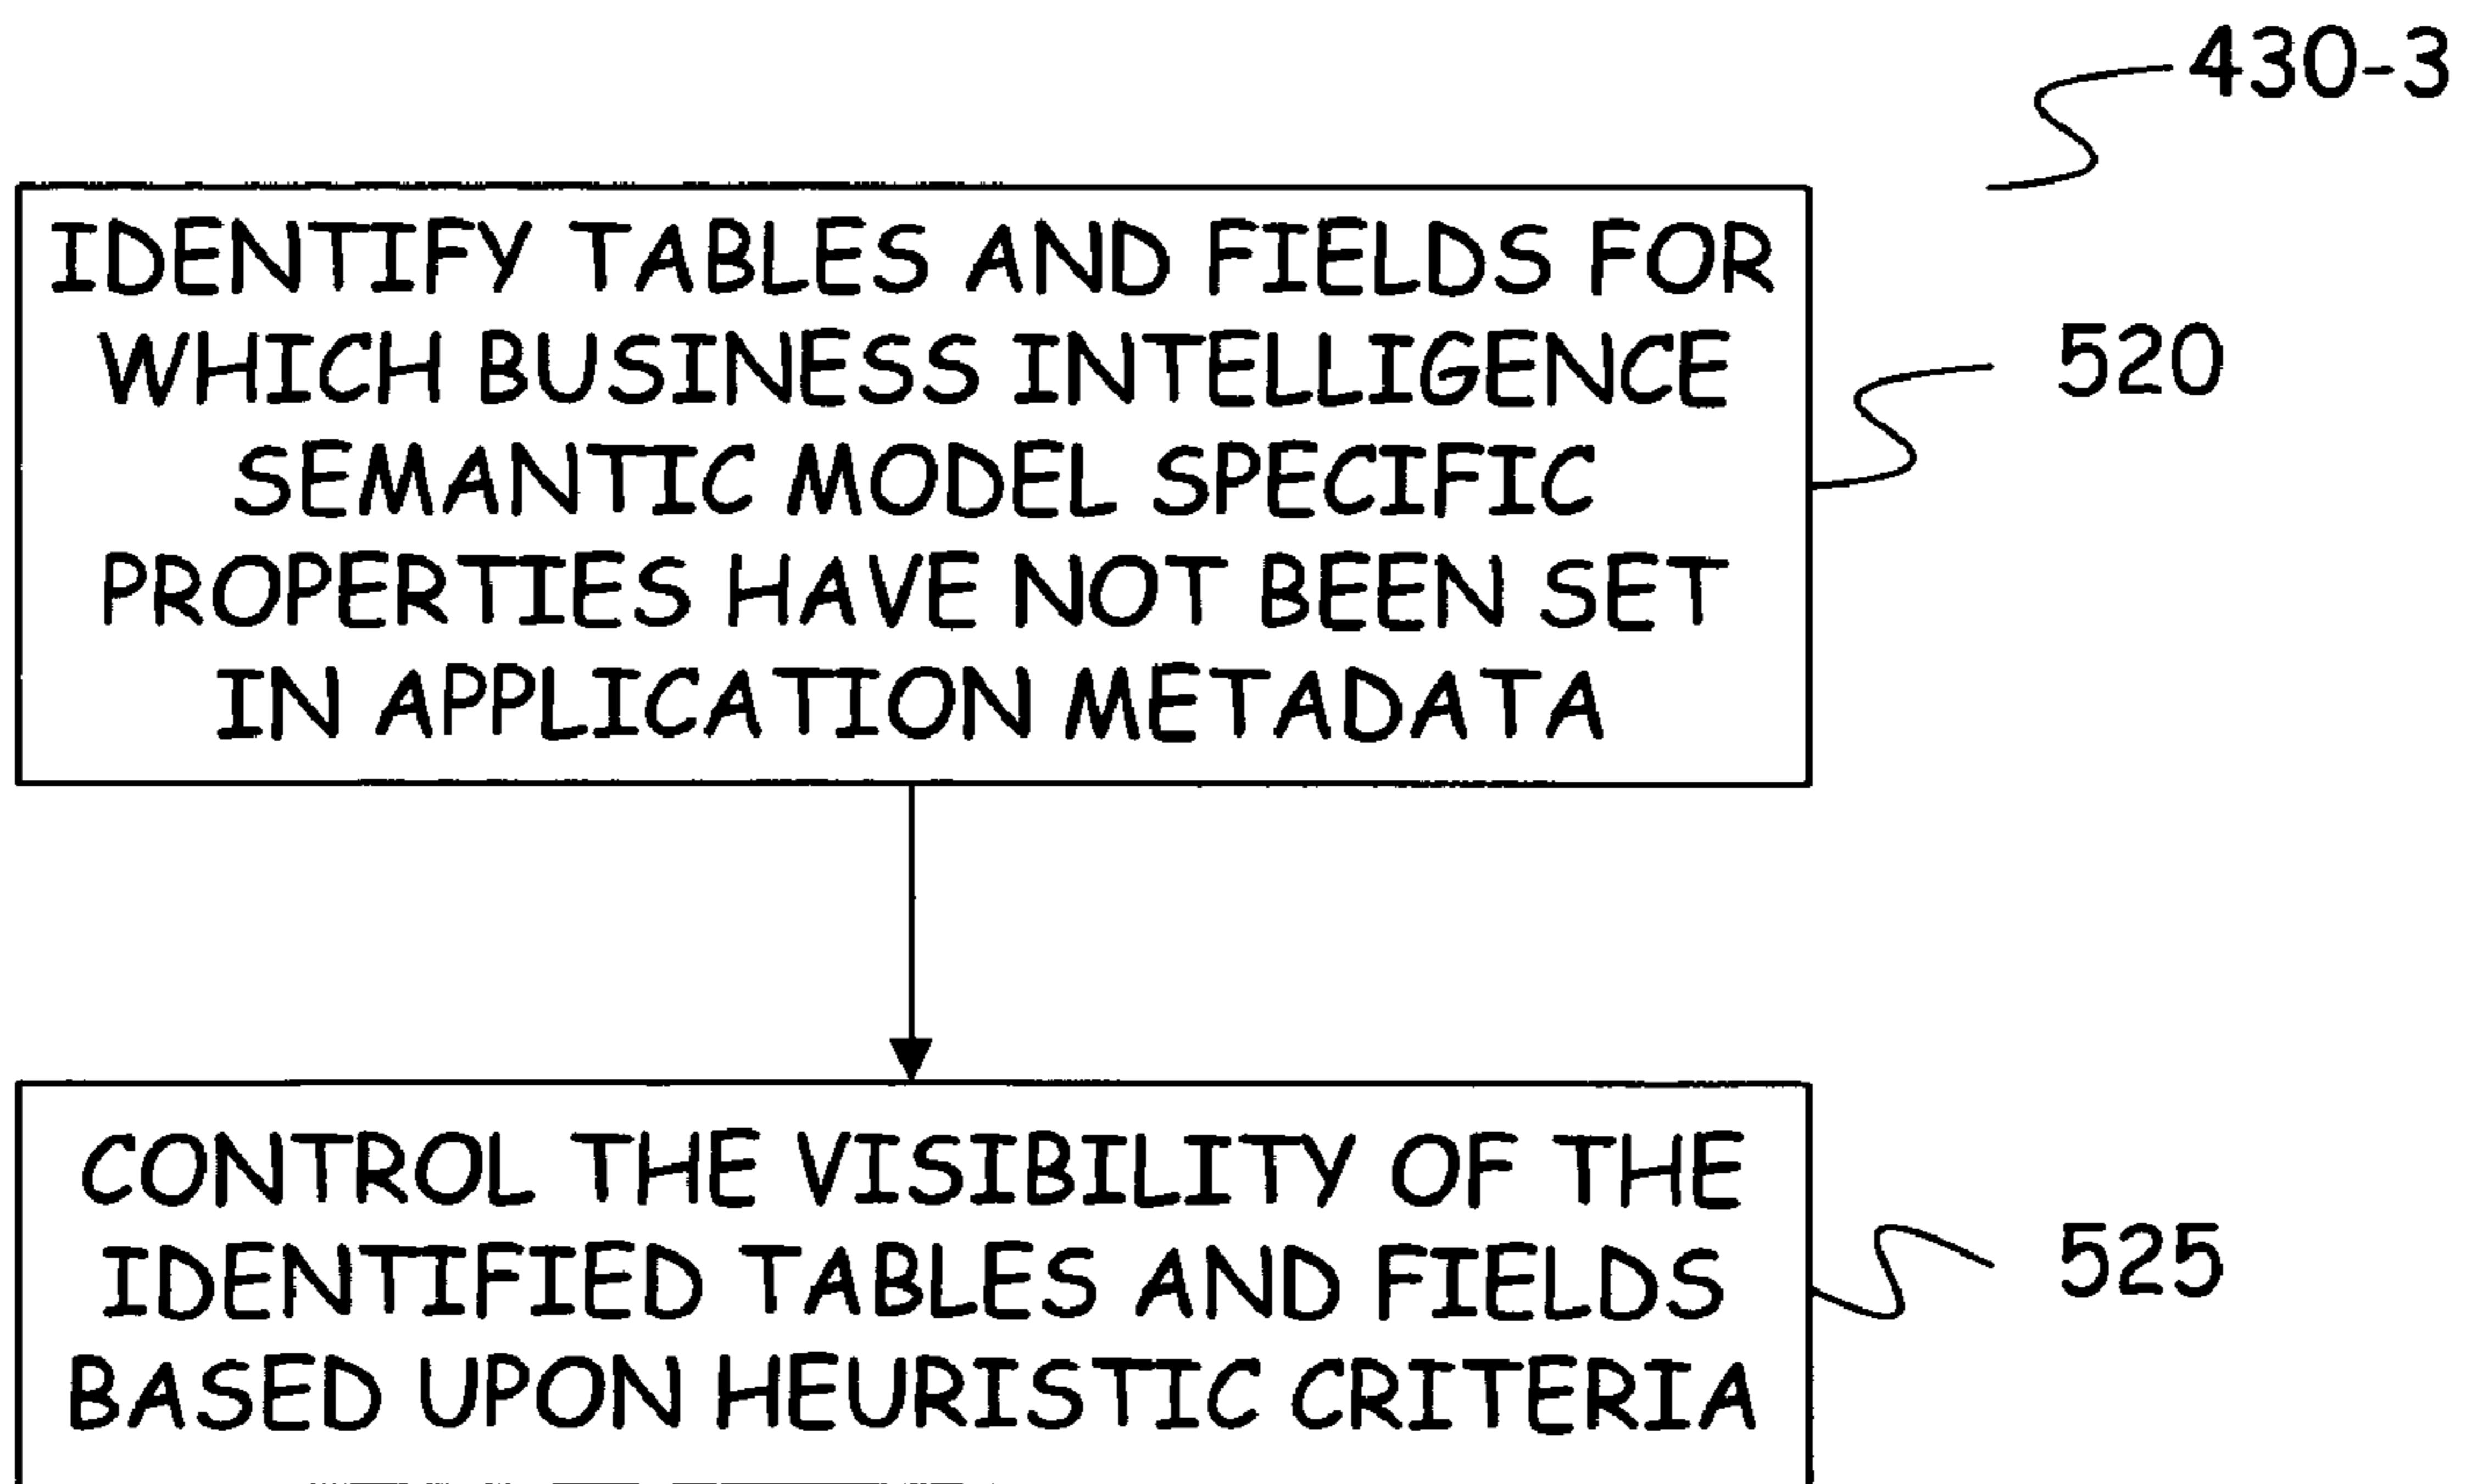 430-3
IDENTIFY TABLES AND FIELDS FOR
WHICH BUSINESS INTELLIGENCE
SEMANTIC MODEL SPECIFIC
PROPERTIES HAVE NOT BEEN SET
IN APPLICATION METADATA
520
CONTROL THE VISIBILITY OF THE
IDENTIFIED TABLES AND FIELDS
BASED UPON HEURISTIC CRITERIA
525